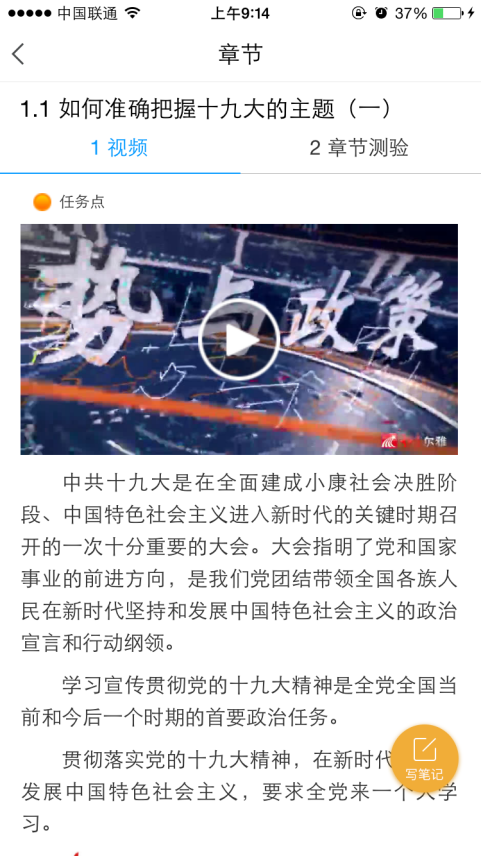 中国联通
上午9:14
37%
章节
1.1 如何准确把握十九大的主题（一）
1 视频
2 章节测验
任务点
势与政策
尔雅
中共十九大是在全面建成小康社会决胜阶
段、中国特色社会主义进入新时代的关键时期召
开的一次十分重要的大会。大会指明了党和国家
事业的前进方向，是我们党团结带领全国各族人
民在新时代坚持和发展中国特色社会主义的政治
宣言和行动纲领。
学习宣传贯彻党的十九大精神是全党全国当
前和今后一个时期的首要政治任务。
贯彻落实党的十九大精神，在新时代
写笔记
发展中国特色社会主义，要求全党来一个大学
习。